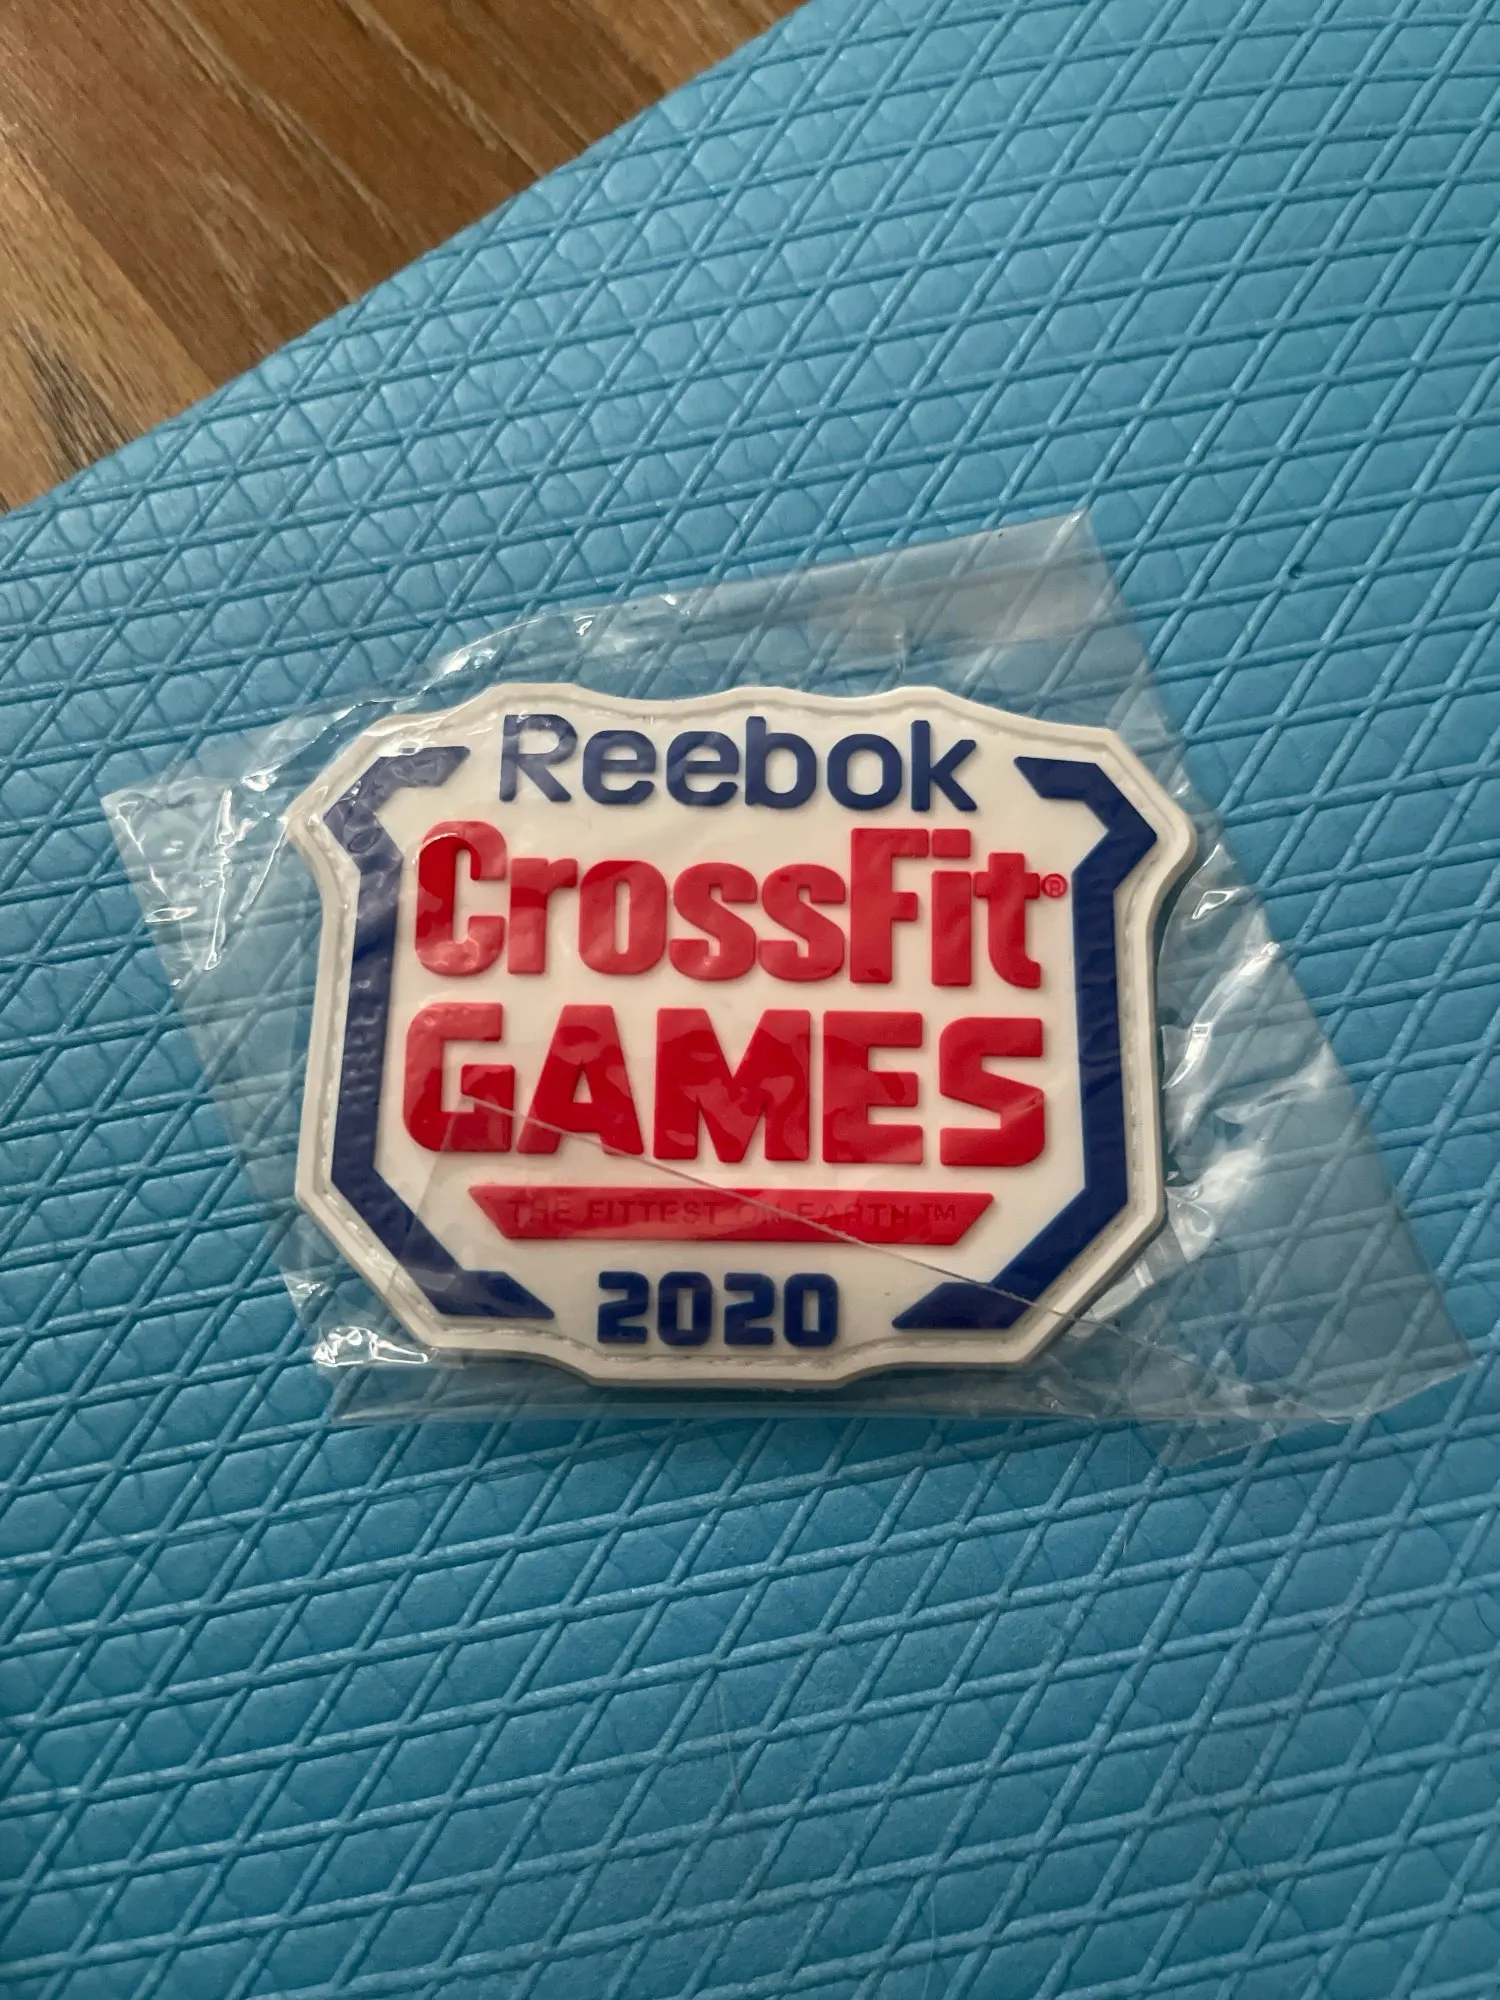 Reebok
CrossFit®
GAMES
THE FITTEST ON EARTH™
2020